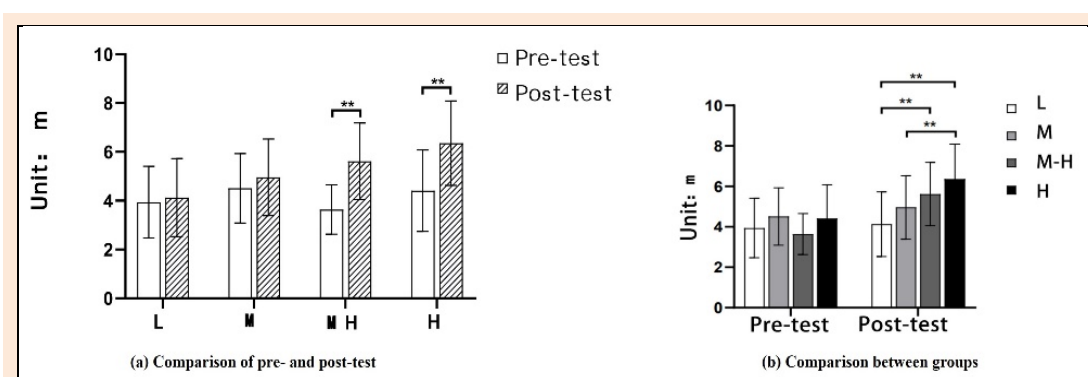 10
8
6
4
2
0
Unit: m
**
**
Pre-test
Post-test
L
M
M H
H
(a) Comparison of pre- and post-test
10
8
6
4
2
0
Unit: m
**
**
**
L
M
M-H
H
Pre-test
Post-test
(b) Comparison between groups